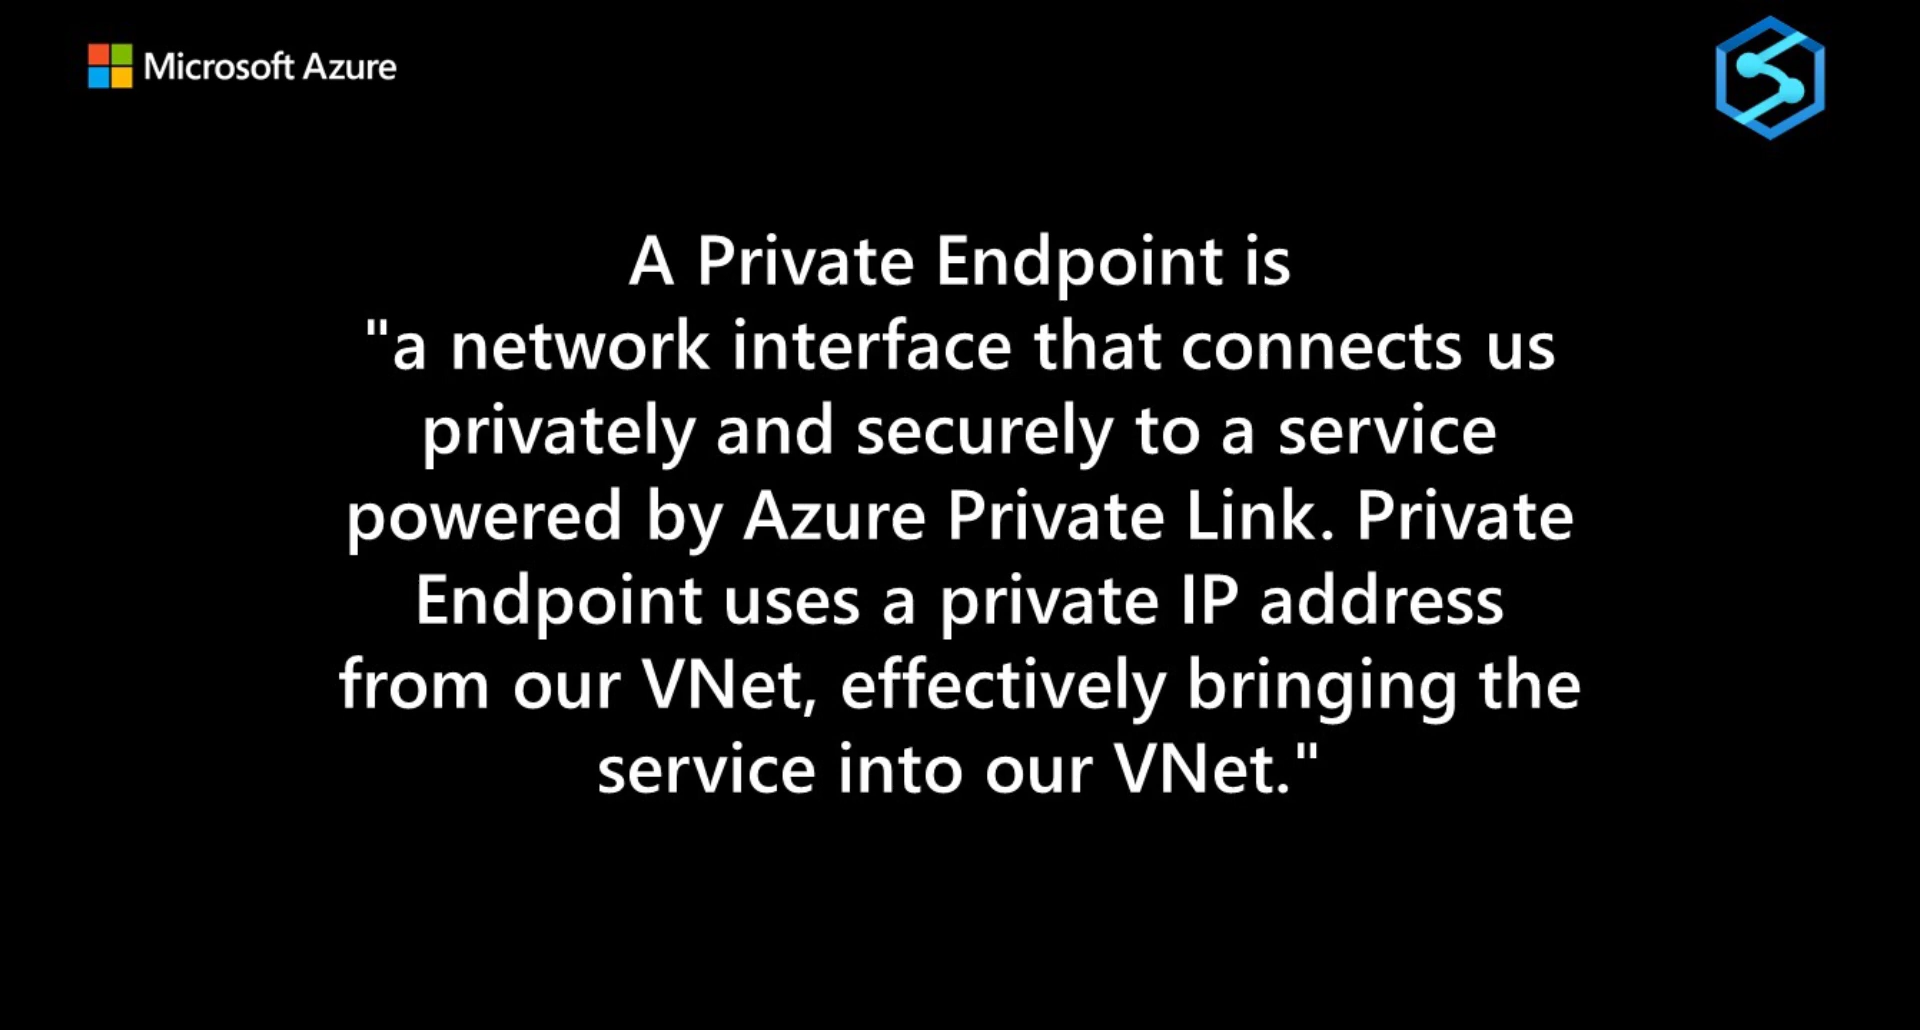 Microsoft Azure
A Private Endpoint is
"a network interface that connects us
privately and securely to a service
powered by Azure Private Link. Private
Endpoint uses a private IP address
from our VNet, effectively bringing the
service into our VNet."